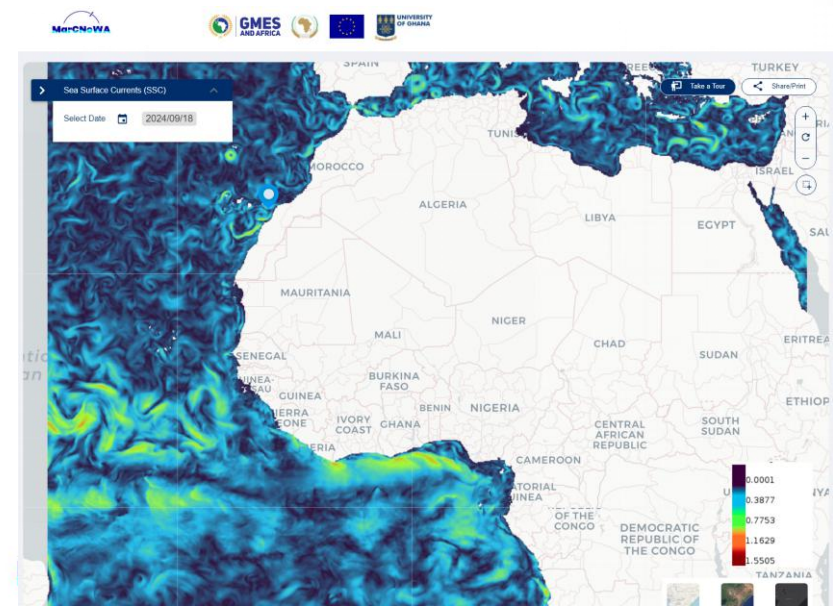 MarCNoWA
GMES
AND AFRICA
UNIVERSITY
OF GHANA
Sea Surface Currents (SSC)
Select Date
2024/09/18
Take a Tour
Share/Print
+
−
SPAIN
TURKEY
TUNIS
MOROCCO
ISRAEL
ALGERIA
LIBYA
EGYPT
SAU
MAURITANIA
MALI
NIGER
CHAD
SUDAN
ERITREA
SENEGAL
GUINEA
BURKINA
FASO
BENIN
NIGERIA
ETHIOP
IVORY
COAST
GHANA
CENTRAL
AFRICAN
REPUBLIC
SOUTH
SUDAN
CAMEROON
OF THE
CONGO
DEMOCRATIC
REPUBLIC OF
THE CONGO
TANZANIA
0.0001
0.3877
0.7753
1.1629
1.5505